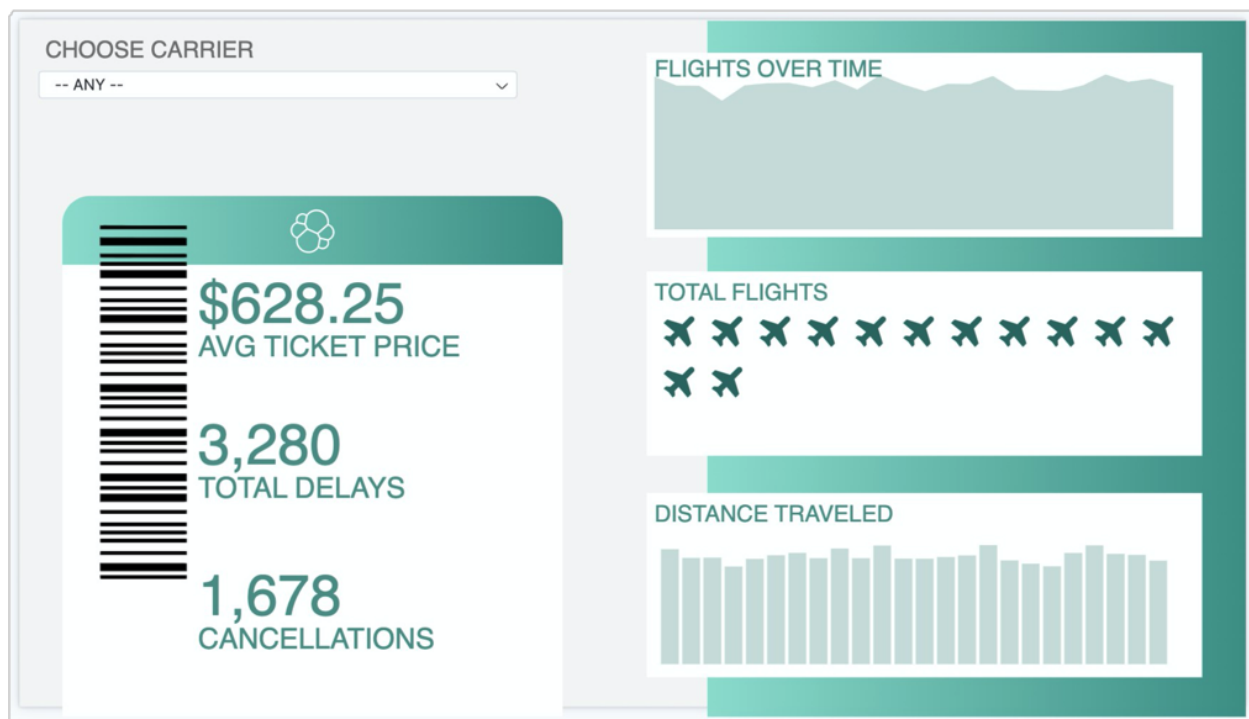 CHOOSE CARRIER
-- ANY --
$628.25
AVG TICKET PRICE
3,280
TOTAL DELAYS
1,678
CANCELLATIONS
FLIGHTS OVER TIME
TOTAL FLIGHTS
DISTANCE TRAVELED